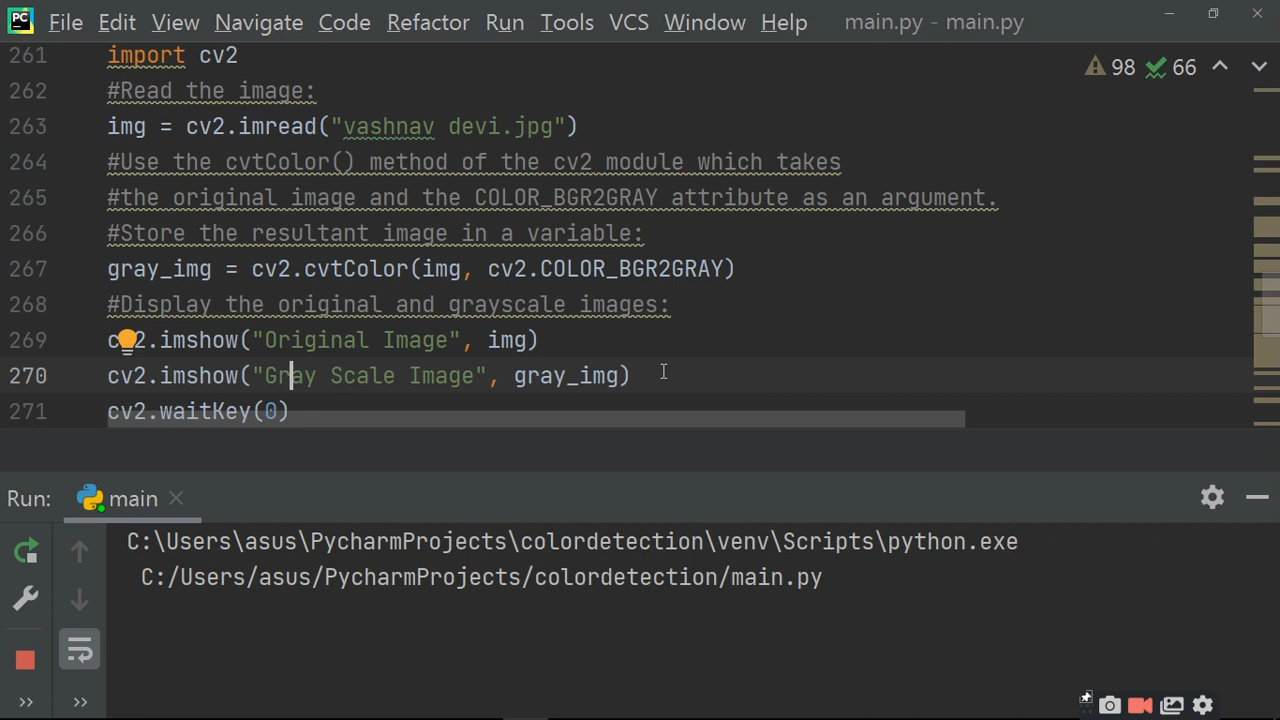 PC File Edit View Navigate Code Refactor Run Tools VCS Window Help main.py - main.py
261 import cv2
98 66
262 #Read the image:
263 img = cv2.imread("vashnav devi.jpg")
264 #Use the cvtColor() method of the cv2 module which takes
265 #the original image and the COLOR_BGR2GRAY attribute as an argument.
266 #Store the resultant image in a variable:
267 gray_img = cv2.cvtColor(img, cv2.COLOR_BGR2GRAY)
268 #Display the original and grayscale images:
269 cv2.imshow("Original Image", img)
270 cv2.imshow("Gray Scale Image", gray_img)
271 cv2.waitKey(0)
Run: main
C:\Users\asus\PycharmProjects\colordetection\venv\Scripts\python.exe
C:/Users/asus/PycharmProjects/colordetection/main.py